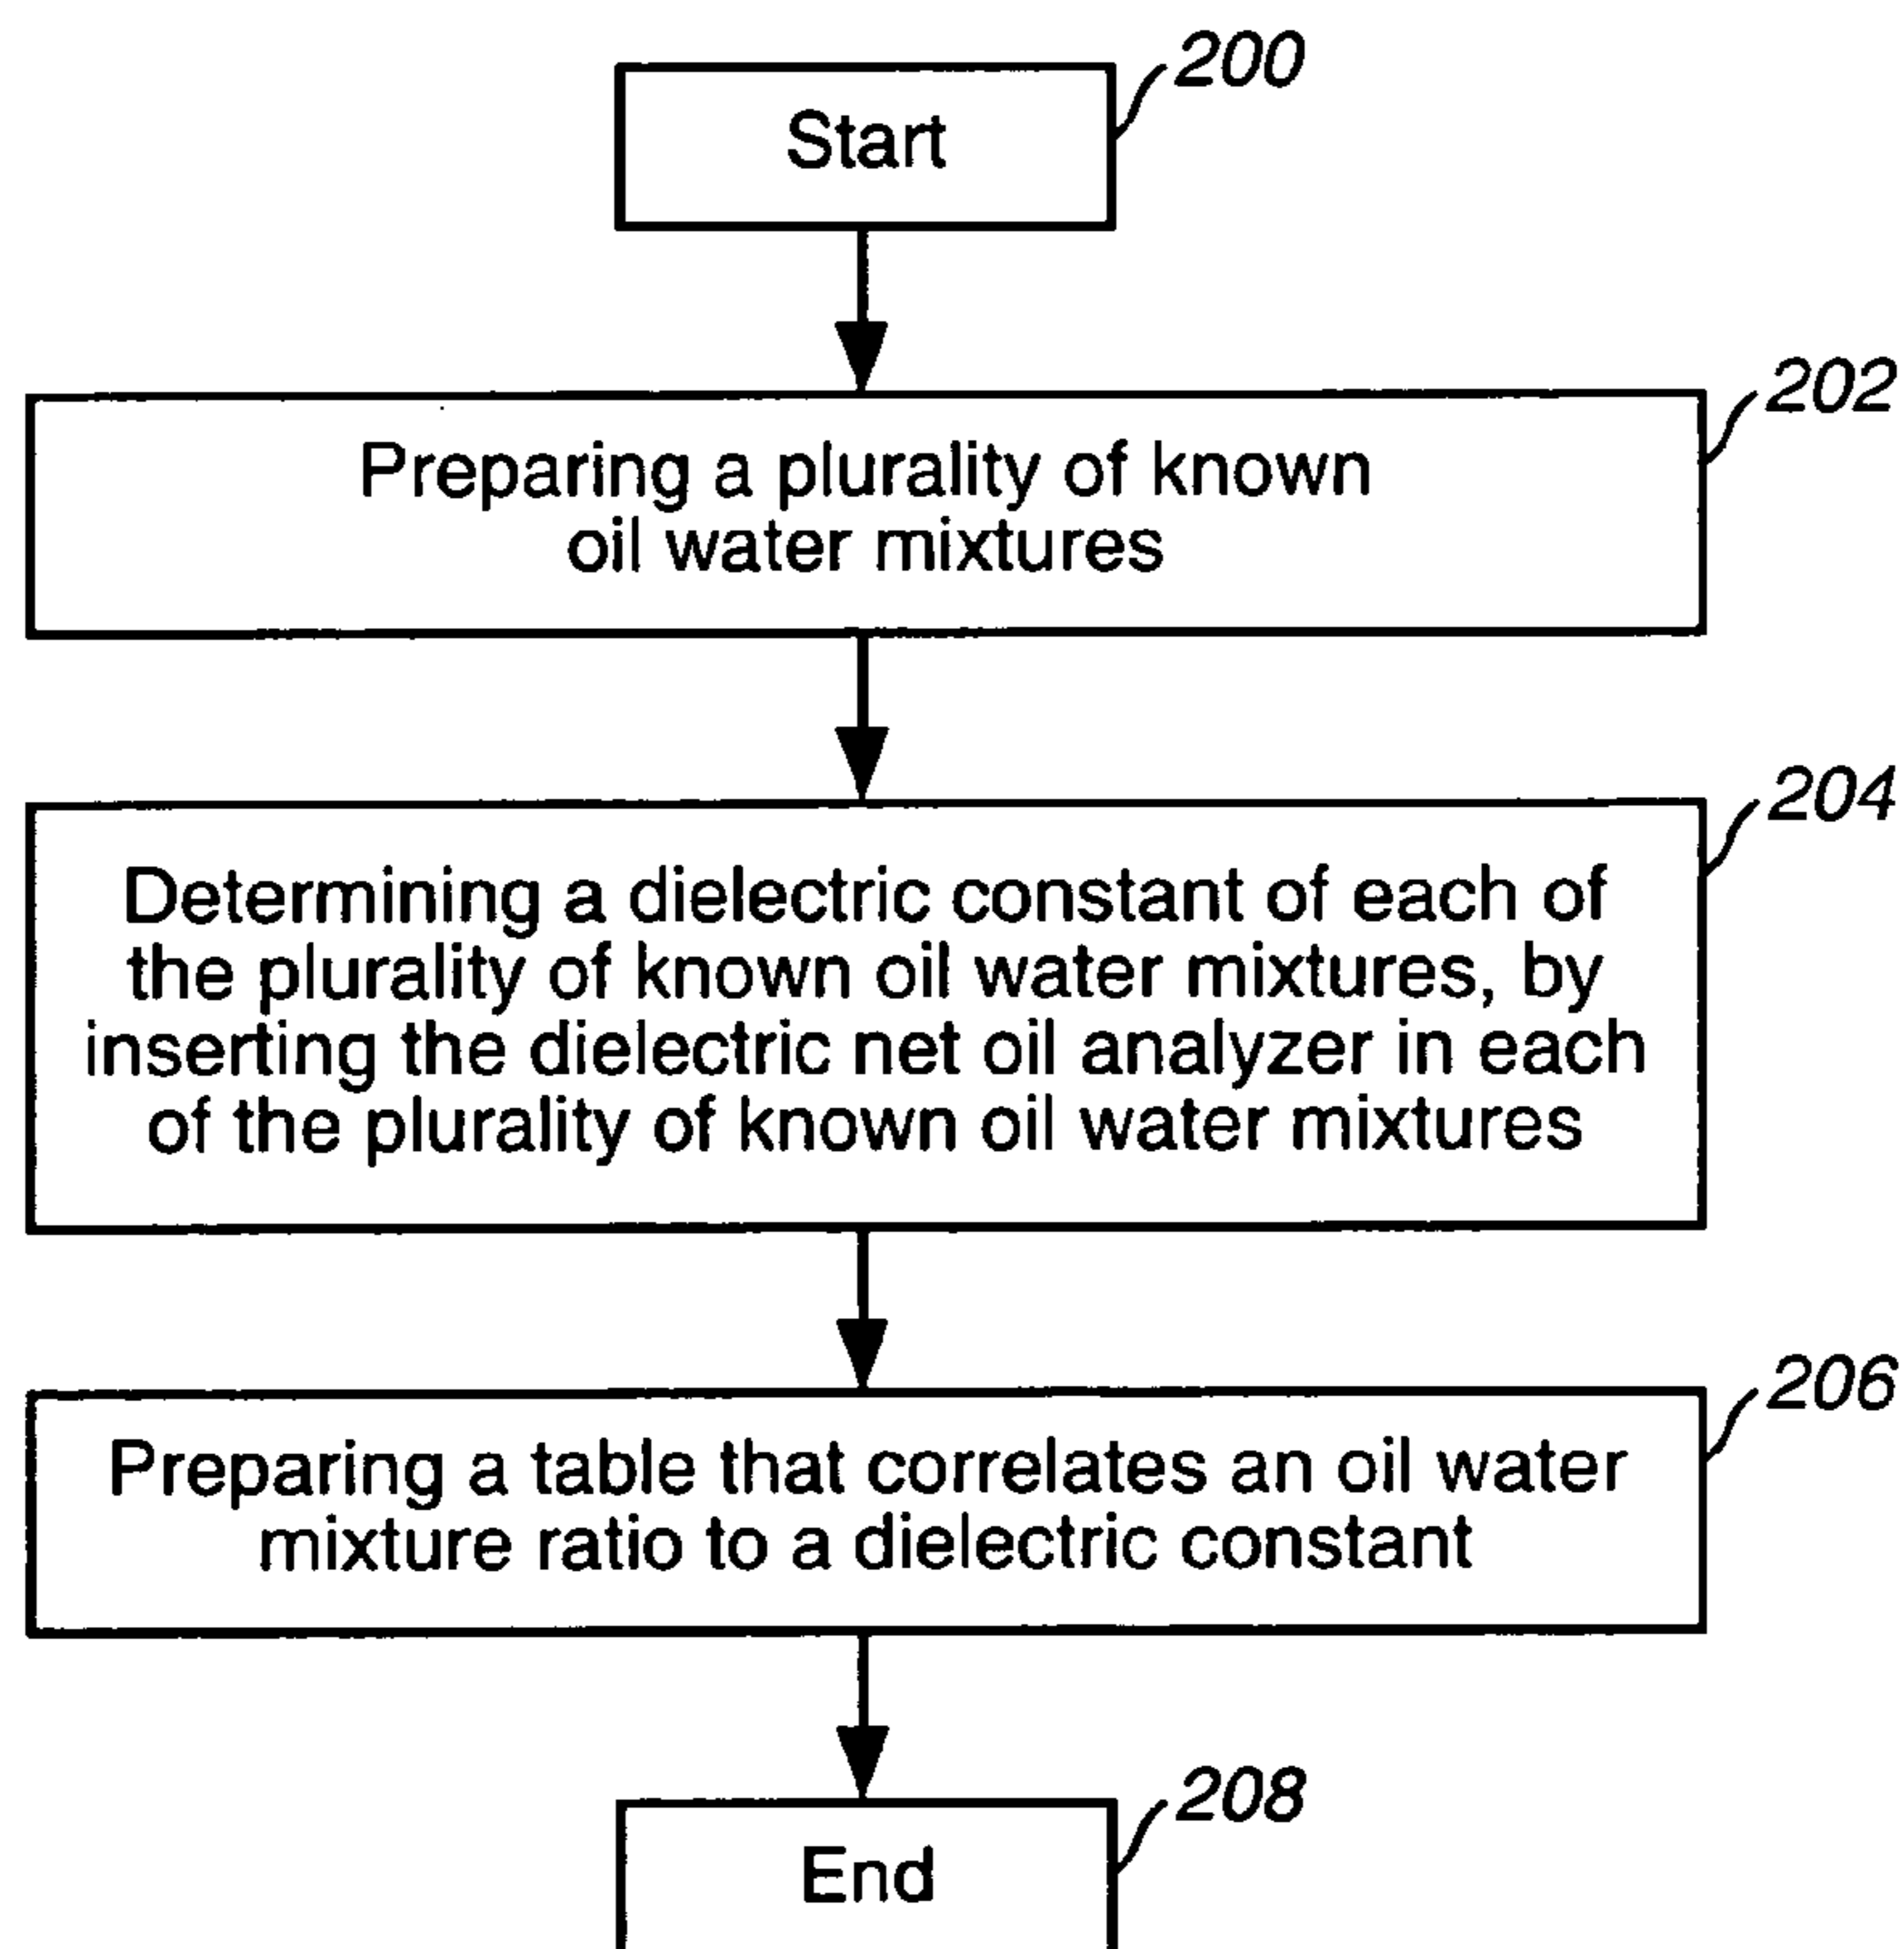 200
Start
202
Preparing a plurality of known
oil water mixtures
204
Determining a dielectric constant of each of
the plurality of known oil water mixtures, by
inserting the dielectric net oil analyzer in each
of the plurality of known oil water mixtures
206
Preparing a table that correlates an oil water
mixture ratio to a dielectric constant
208
End